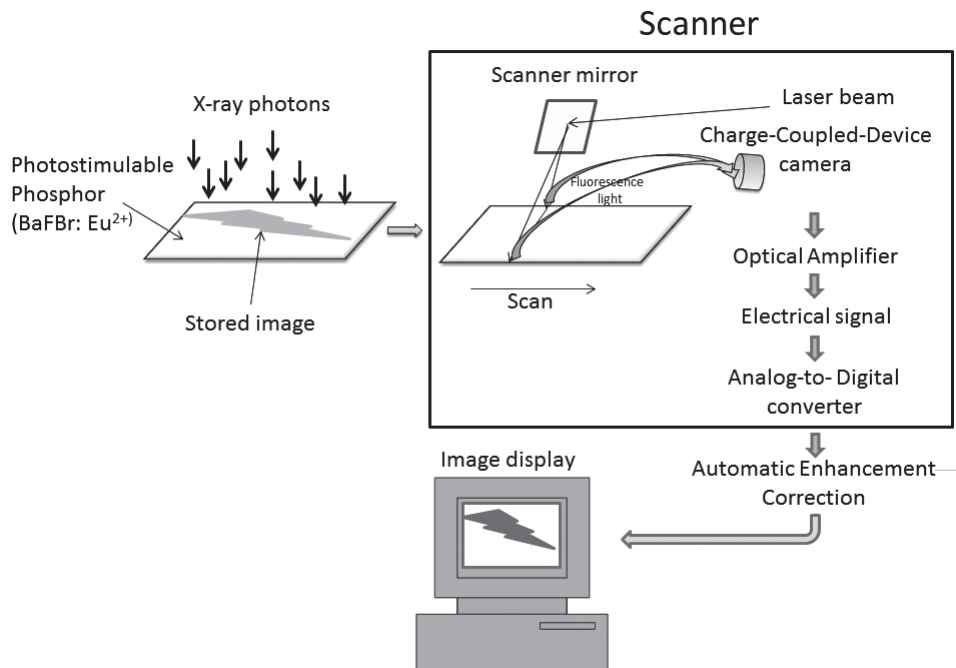 Scanner
X-ray photons
Photostimulable
Phosphor
(BaFBr: Eu²⁺)
Stored image
Scanner mirror
Laser beam
Charge-Coupled-Device
camera
Fluorescence
light
Scan
Optical Amplifier
Electrical signal
Analog-to- Digital
converter
Automatic Enhancement
Correction
Image display